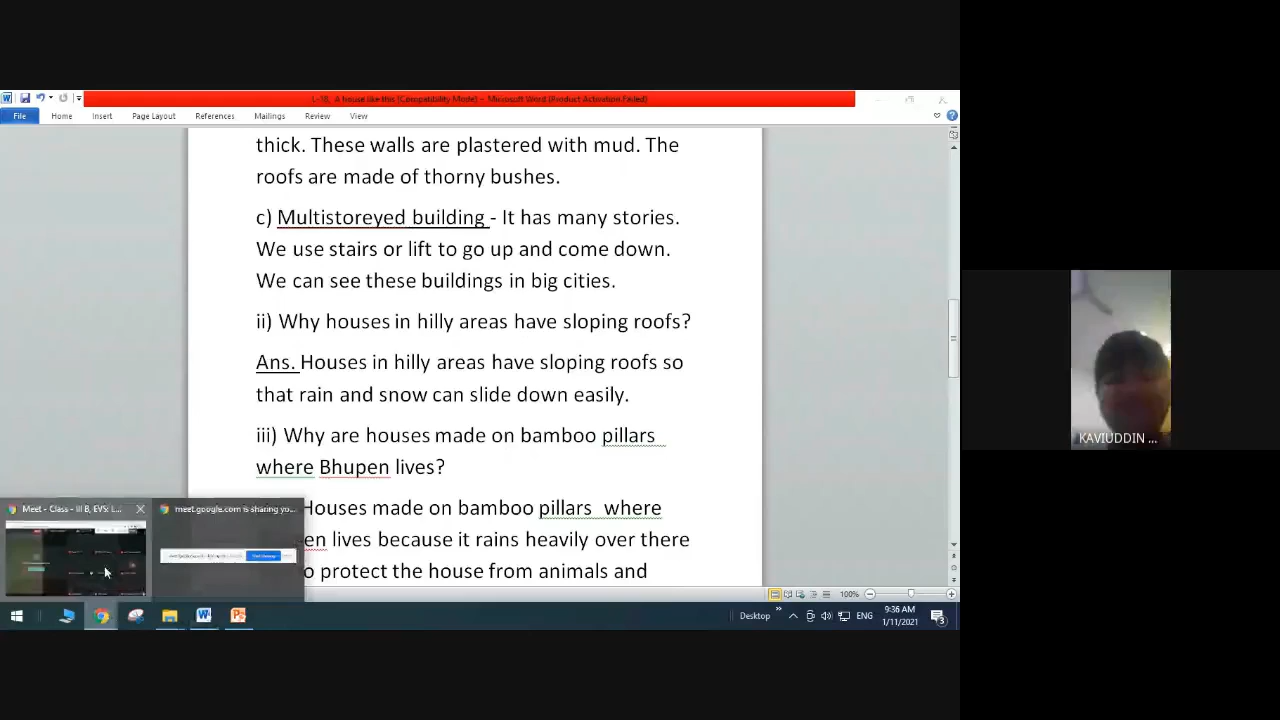 L-10, A house like this [Compatibility Mode] - Microsoft Word (Product Activation Failed)
File Home Insert Page Layout References Mailings Review View
thick. These walls are plastered with mud. The
roofs are made of thorny bushes.
c) Multistoreyed building - It has many stories.
We use stairs or lift to go up and come down.
We can see these buildings in big cities.
ii) Why houses in hilly areas have sloping roofs?
Ans. Houses in hilly areas have sloping roofs so
that rain and snow can slide down easily.
iii) Why are houses made on bamboo pillars
where Bhupen lives?
Houses made on bamboo pillars where
en lives because it rains heavily over there
o protect the house from animals and
Meet - Class - III B, EVS: L...
meet.google.com is sharing yo...
100%
Desktop
ENG
9:36 AM
1/11/2021
3
KAVIUDDIN ...